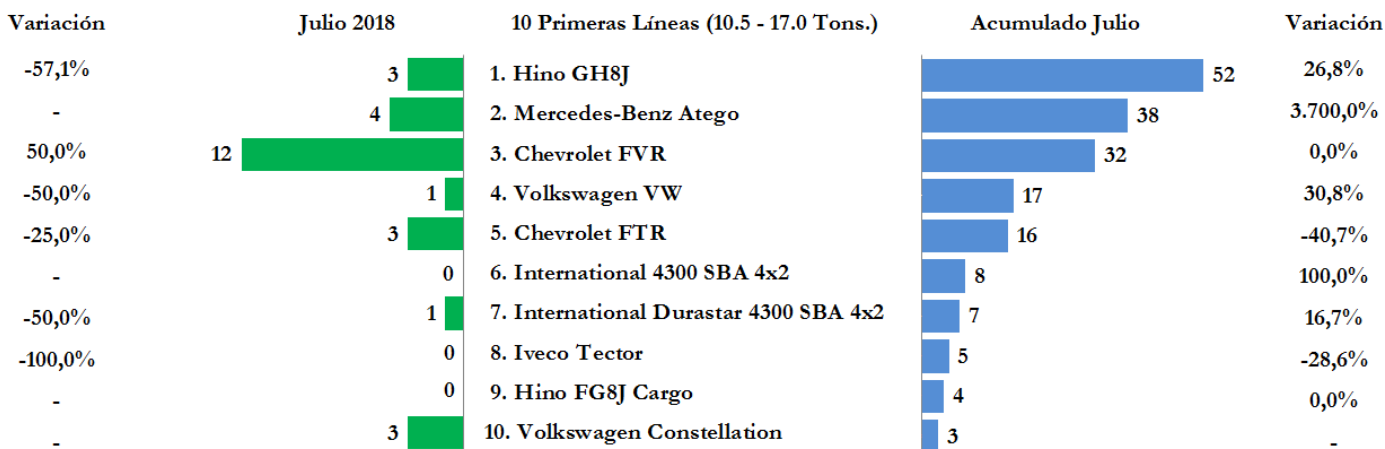 Variación Julio 2018 10 Primeras Líneas (10.5 - 17.0 Tons.) Acumulado Julio Variación
-57,1% 3 1. Hino GH8J 52 26,8%
- 4 2. Mercedes-Benz Atego 38 3.700,0%
50,0% 12 3. Chevrolet FVR 32 0,0%
-50,0% 1 4. Volkswagen VW 17 30,8%
-25,0% 3 5. Chevrolet FTR 16 -40,7%
- 0 6. International 4300 SBA 4x2 8 100,0%
-50,0% 1 7. International Durastar 4300 SBA 4x2 7 16,7%
-100,0% 0 8. Iveco Tector 5 -28,6%
- 0 9. Hino FG8J Cargo 4 0,0%
- 3 10. Volkswagen Constellation 3 -